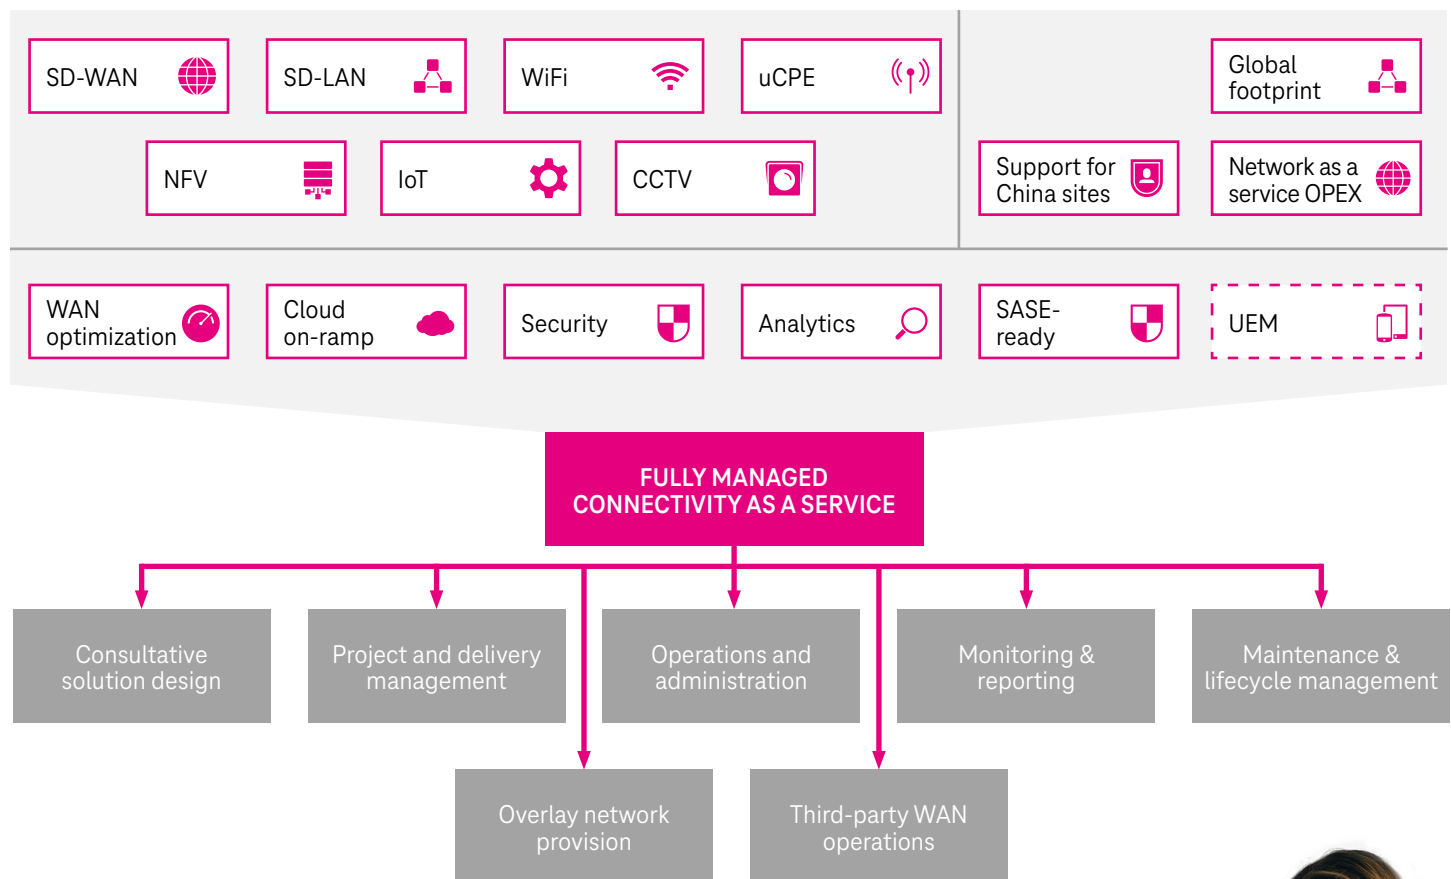 SD-WAN
SD-LAN
WiFi
uCPE
Global
footprint
NFV
IoT
CCTV
Support for
China sites
Network as a
service OPEX
WAN
optimization
Cloud
on-ramp
Security
Analytics
SASE-
ready
UEM
FULLY MANAGED
CONNECTIVITY AS A SERVICE
Consultative
solution design
Project and delivery
management
Operations and
administration
Monitoring &
reporting
Maintenance &
lifecycle management
Overlay network
provision
Third-party WAN
operations